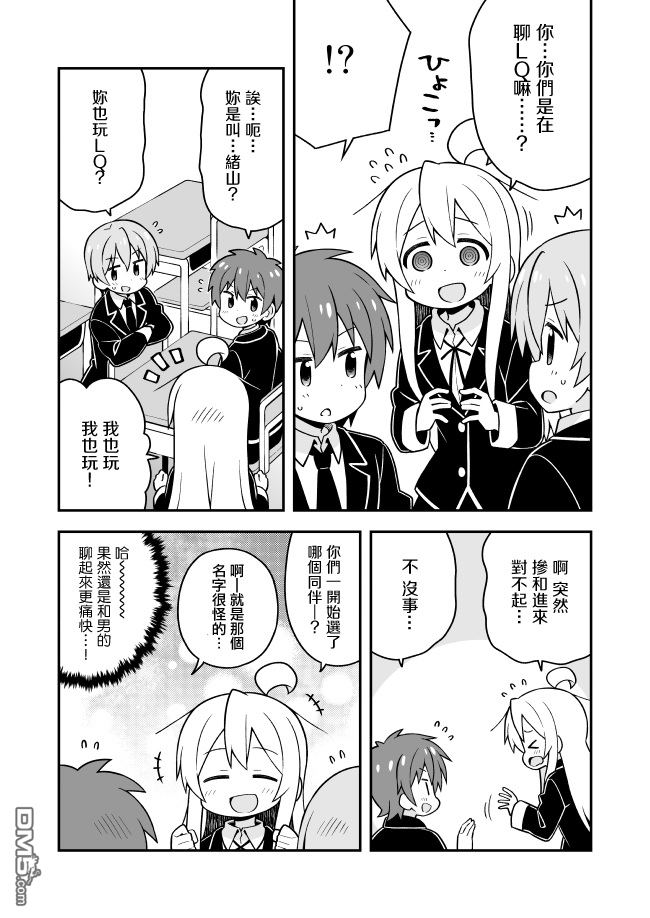 你…你們是在
聊LQ嘛……?
ひょこっ…
!?
誒…呃…
妳是叫…緒山?
妳也玩LQ?
我也玩
我也玩!
啊 突然
摻和進來
對不起…
不 沒事…
你們一開始選了
哪個同伴—?
啊—就是那個
名字很怪的…
哈~~~~~~
果然還是和男的
聊起來更痛快…!
DM5.com